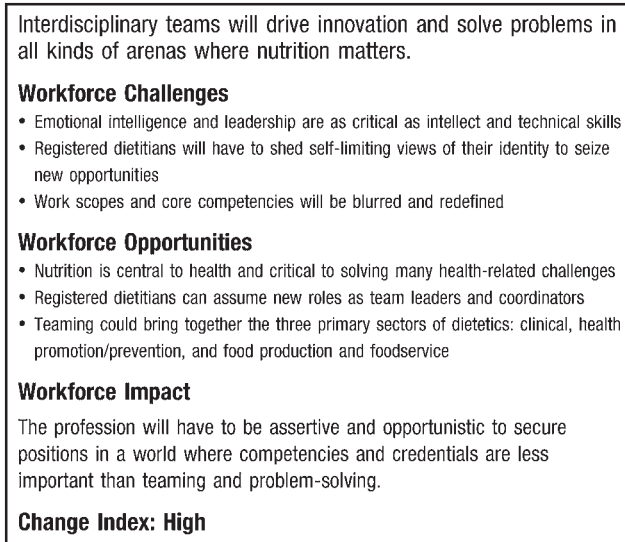 Interdisciplinary teams will drive innovation and solve problems in
all kinds of arenas where nutrition matters.
Workforce Challenges
• Emotional intelligence and leadership are as critical as intellect and technical skills
• Registered dietitians will have to shed self-limiting views of their identity to seize
new opportunities
• Work scopes and core competencies will be blurred and redefined
Workforce Opportunities
• Nutrition is central to health and critical to solving many health-related challenges
• Registered dietitians can assume new roles as team leaders and coordinators
• Teaming could bring together the three primary sectors of dietetics: clinical, health
promotion/prevention, and food production and foodservice
Workforce Impact
The profession will have to be assertive and opportunistic to secure
positions in a world where competencies and credentials are less
important than teaming and problem-solving.
Change Index: High